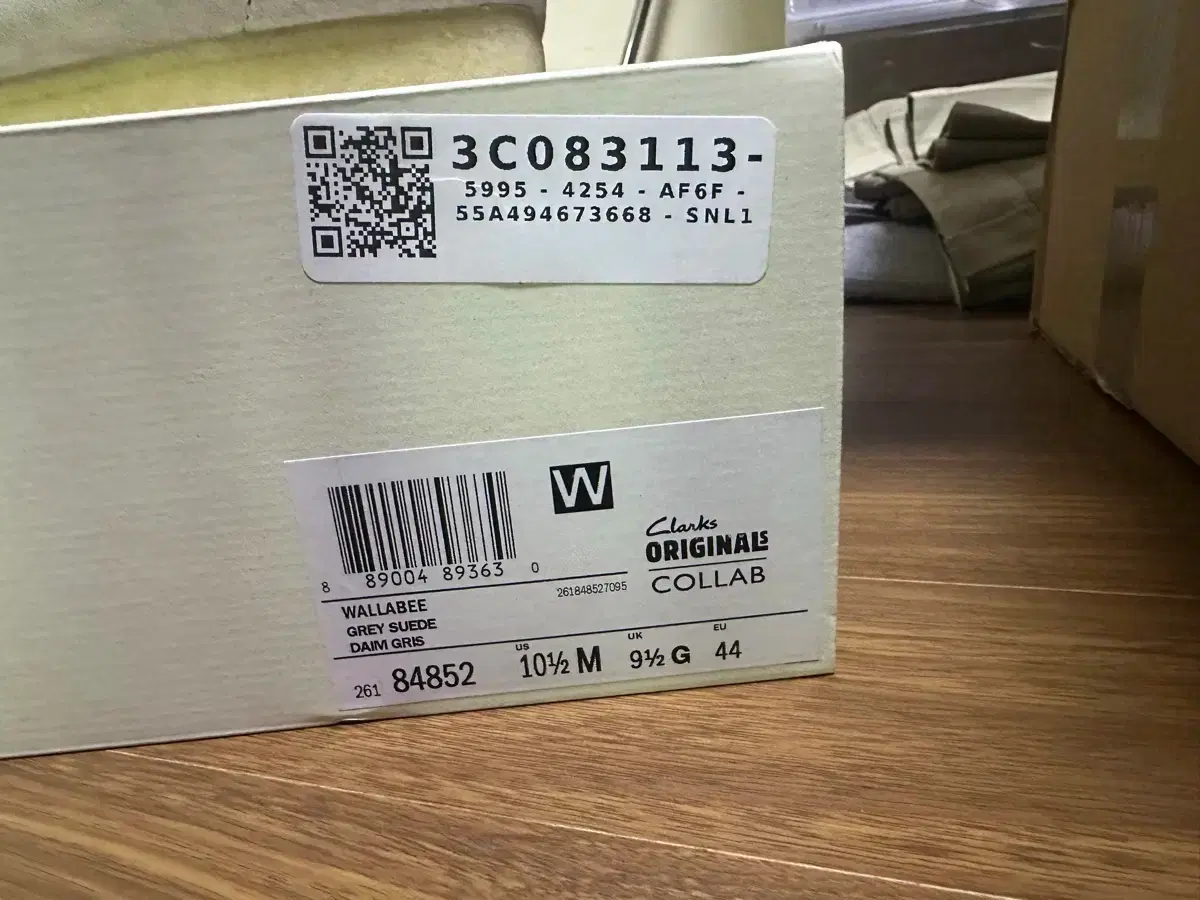 3C083113-
5995 - 4254 - AF6F -
55A494673668 - SNL1
W
8 89004 89363 0
Clarks
ORIGINALS
COLLAB
261848527095
WALLABEE
GREY SUEDE
DAIM GRIS
261 84852 US 10½ M UK 9½ G EU 44